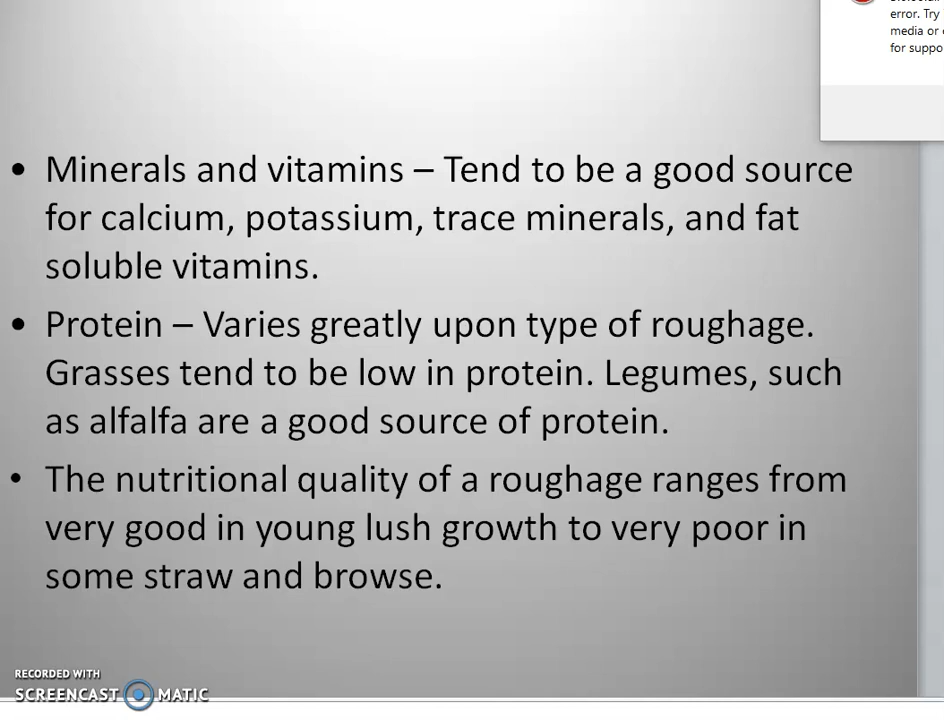 error. Try
media or
for suppo
• Minerals and vitamins – Tend to be a good source
for calcium, potassium, trace minerals, and fat
soluble vitamins.
• Protein – Varies greatly upon type of roughage.
Grasses tend to be low in protein. Legumes, such
as alfalfa are a good source of protein.
• The nutritional quality of a roughage ranges from
very good in young lush growth to very poor in
some straw and browse.
RECORDED WITH
SCREENCAST MATIC